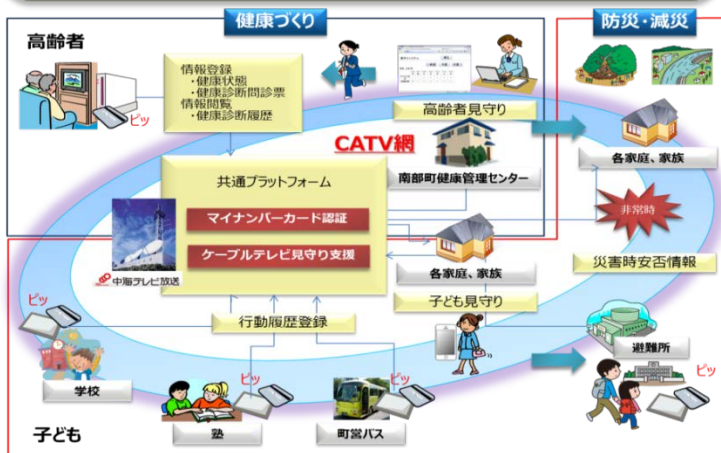 健康づくり
防災・減災
高齢者
情報登録
・健康状態
・健康診断問診票
情報閲覧
・健康診断履歴
ピッ
高齢者見守り
CATV網
各家庭、家族
共通プラットフォーム
南部町健康管理センター
マイナンバーカード認証
非常時
ケーブルテレビ見守り支援
中海テレビ放送
各家庭、家族
災害時安否情報
子ども見守り
ピッ
行動履歴登録
避難所
学校
ピッ
ピッ
ピッ
塾
町営バス
子ども